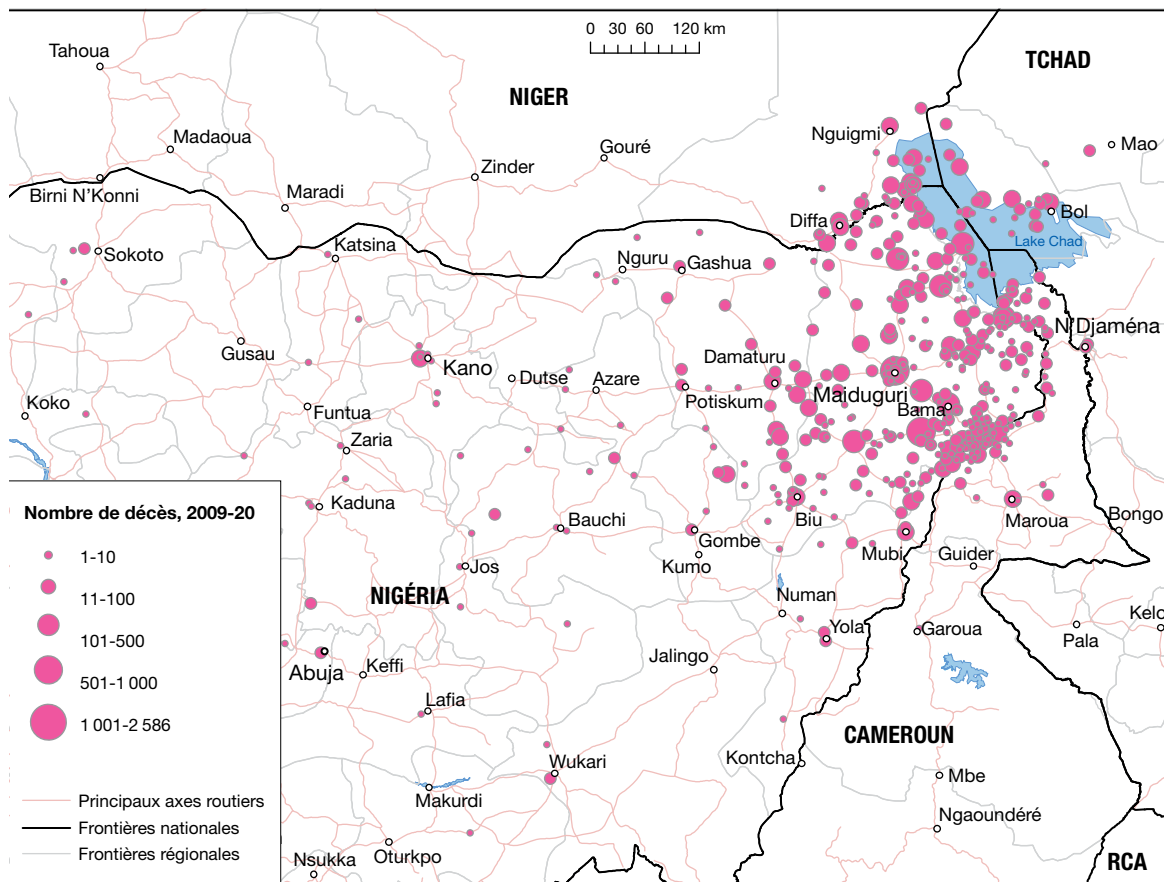 0 30 60 120 km
TCHAD
Tahoua
NIGER
Madaoua
Nguigmi
Mao
Gouré
Zinder
Birni N'Konni
Maradi
Diffa
Bol
Katsina
Lake Chad
Sokoto
Nguru
Gashua
N'Djaména
Gusau
Damaturu
Kano
Dutse
Azare
Potiskum
Maiduguri
Koko
Funtua
Bama
Zaria
Nombre de décès, 2009-20
Kaduna
Biu
Maroua
Bongo
Bauchi
Gombe
Mubi
1-10
Kumo
Guider
Jos
11-100
NIGÉRIA
Numan
101-500
Yola
Garoua
Pala
Kelo
Jalingo
Abuja
Keffi
501-1 000
Lafia
1 001-2 586
CAMEROUN
Kontcha
Wukari
Mbe
Makurdi
Principaux axes routiers
Ngaoundéré
Frontières nationales
Frontières régionales
Oturkpo
Nsukka
RCA